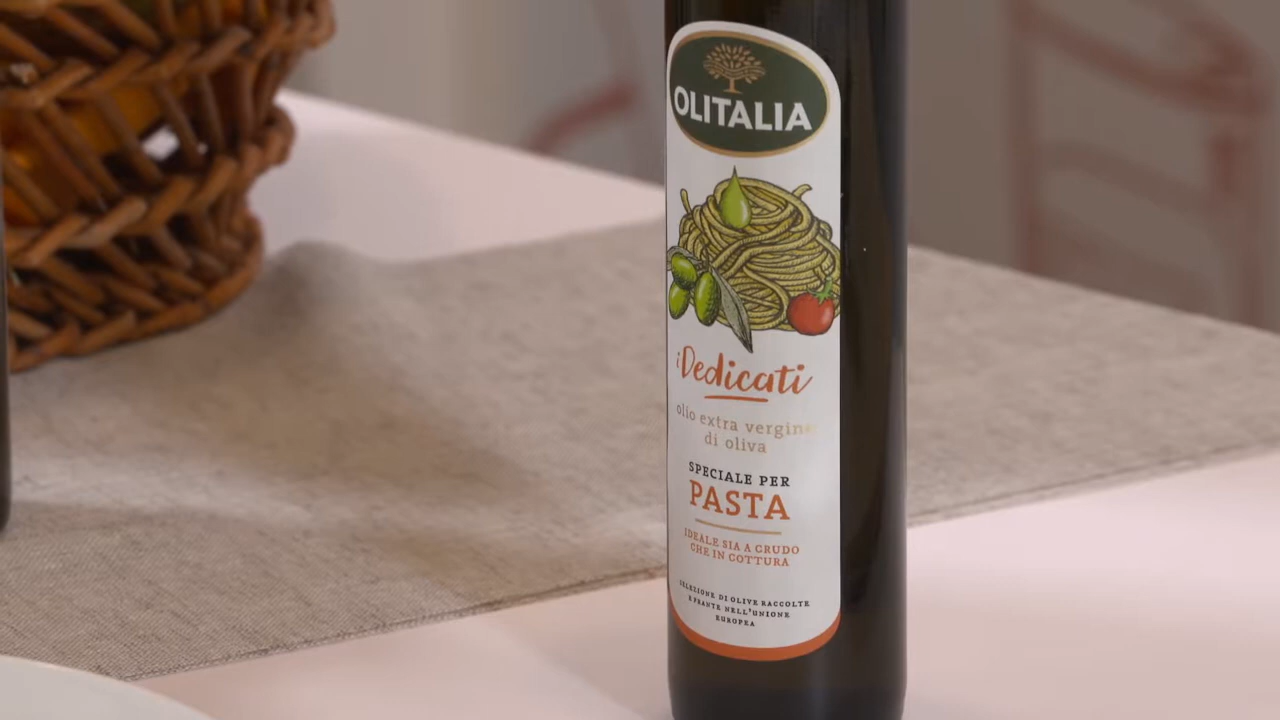 OLITALIA
i Dedicati
olio extra vergine
di oliva
SPECIALE PER
PASTA
IDEALE SIA A CRUDO
CHE IN COTTURA
SELEZIONE DI OLIVE RACCOLTE
E FRANTE NELL'UNIONE
EUROPEA